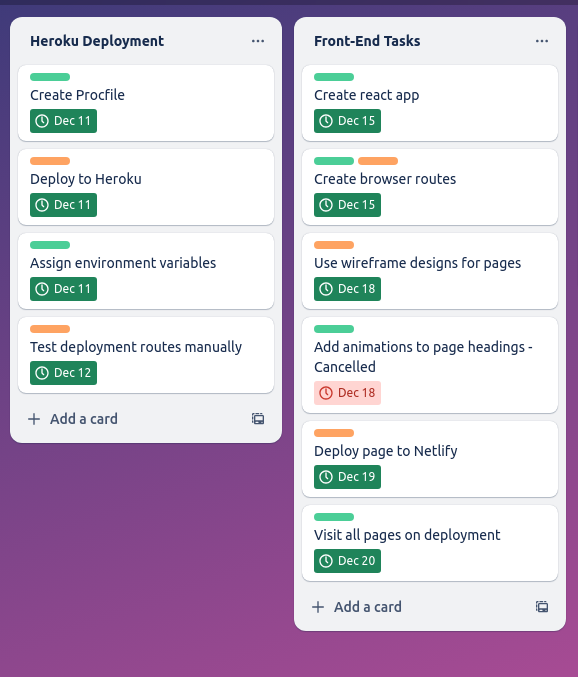 Heroku Deployment
Create Procfile
Dec 11
Deploy to Heroku
Dec 11
Assign environment variables
Dec 11
Test deployment routes manually
Dec 12
Add a card
Front-End Tasks
Create react app
Dec 15
Create browser routes
Dec 15
Use wireframe designs for pages
Dec 18
Add animations to page headings -
Cancelled
Dec 18
Deploy page to Netlify
Dec 19
Visit all pages on deployment
Dec 20
Add a card